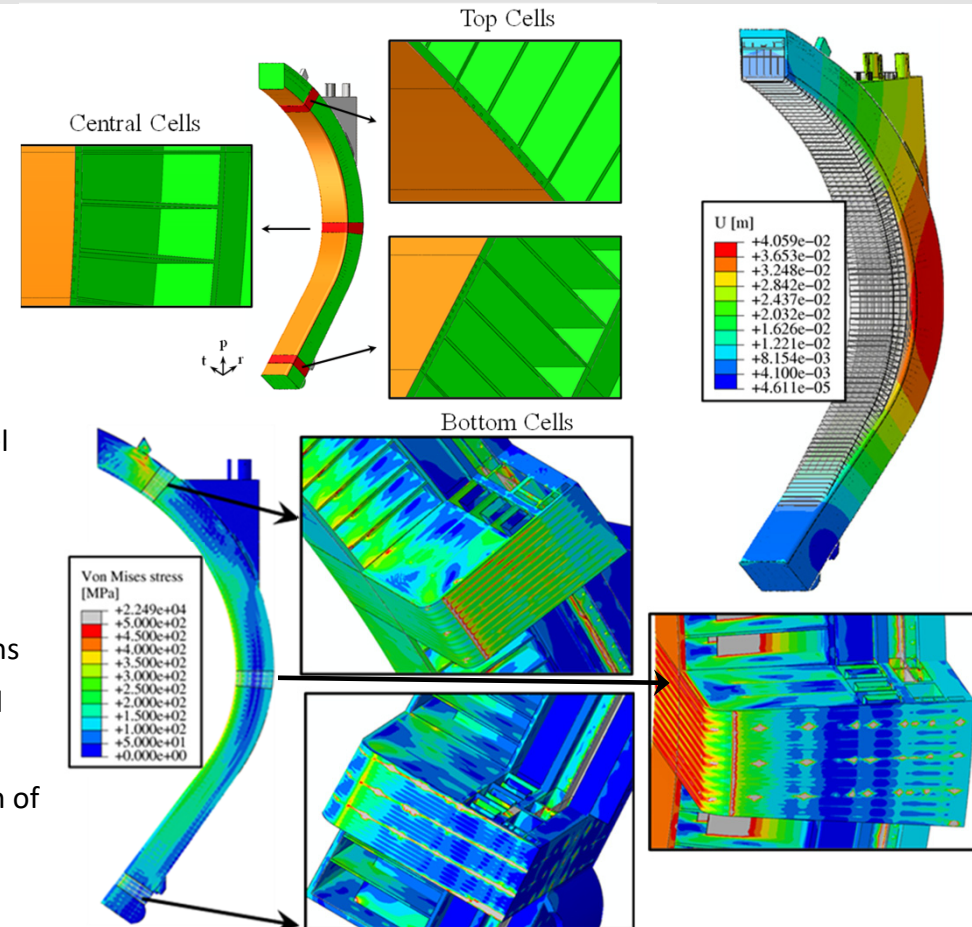 Top Cells
Central Cells
p
t
r
U [m]
+4.059e−02
+3.653e−02
+3.248e−02
+2.842e−02
+2.437e−02
+2.032e−02
+1.626e−02
+1.221e−02
+8.154e−03
+4.100e−03
+4.611e−05
Bottom Cells
l
Von Mises stress
[MPa]
+2.249e+04
+5.000e+02
+4.500e+02
+4.000e+02
+3.500e+02
+3.000e+02
+2.500e+02
+2.000e+02
+1.500e+02
+1.000e+02
+5.000e+01
+0.000e+00
ns
l
n of